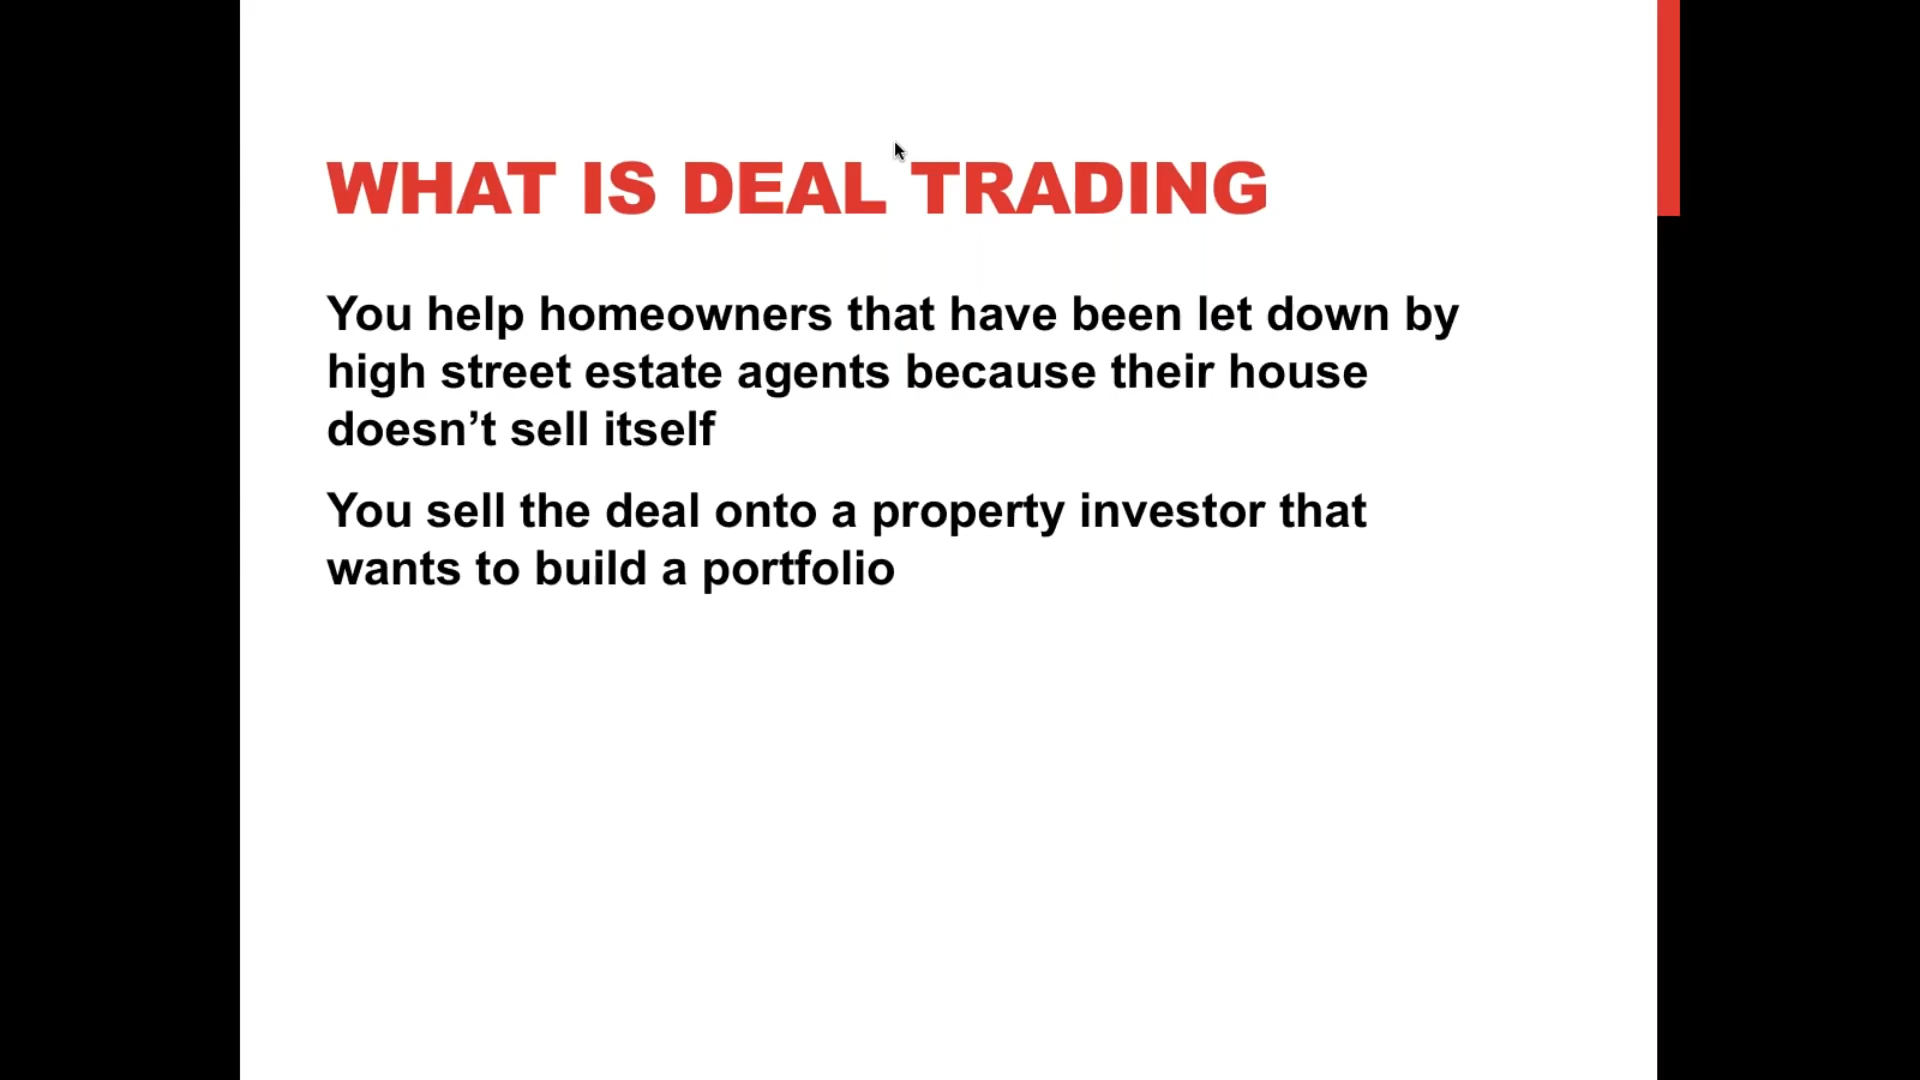 WHAT IS DEAL TRADING
You help homeowners that have been let down by
high street estate agents because their house
doesn’t sell itself
You sell the deal onto a property investor that
wants to build a portfolio